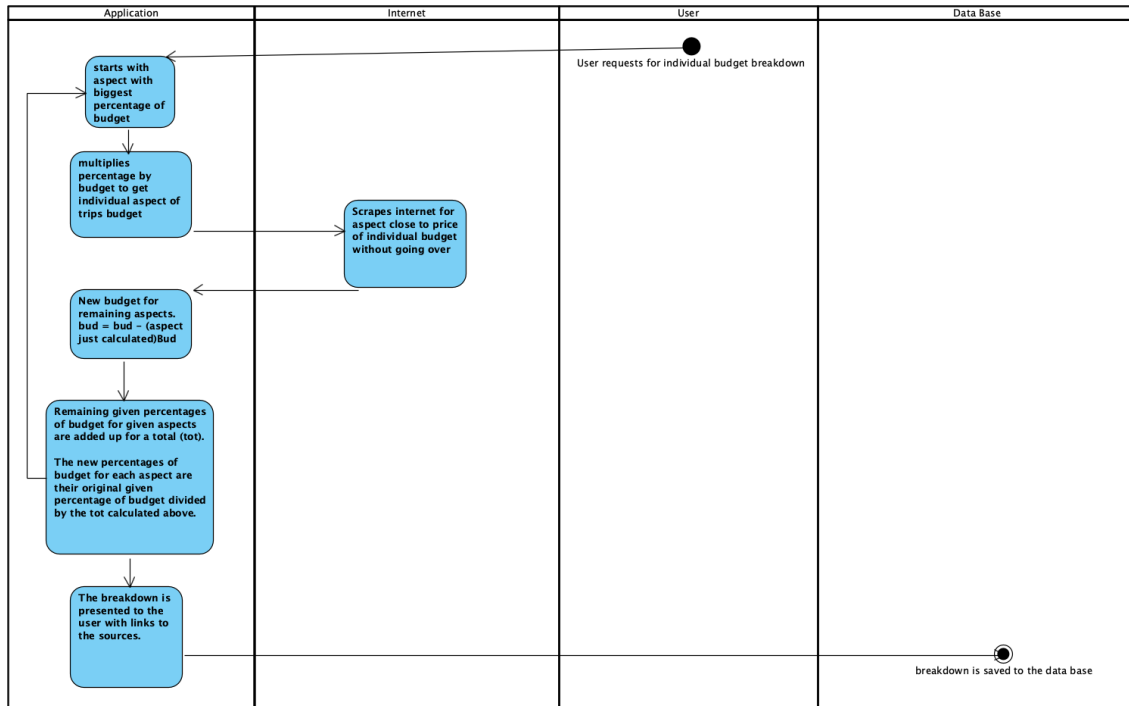 Application
Internet
User
Data Base
User requests for individual budget breakdown
starts with
aspect with
biggest
percentage of
budget
multiplies
percentage by
budget to get
individual aspect of
trips budget
Scrapes internet for
aspect close to price
of individual budget
without going over
New budget for
remaining aspects.
bud = bud - (aspect
just calculated)Bud
Remaining given percentages
of budget for given aspects
are added up for a total (tot).
The new percentages of
budget for each aspect are
their original given
percentage of budget divided
by the tot calculated above.
The breakdown is
presented to the
user with links to
the sources.
breakdown is saved to the data base